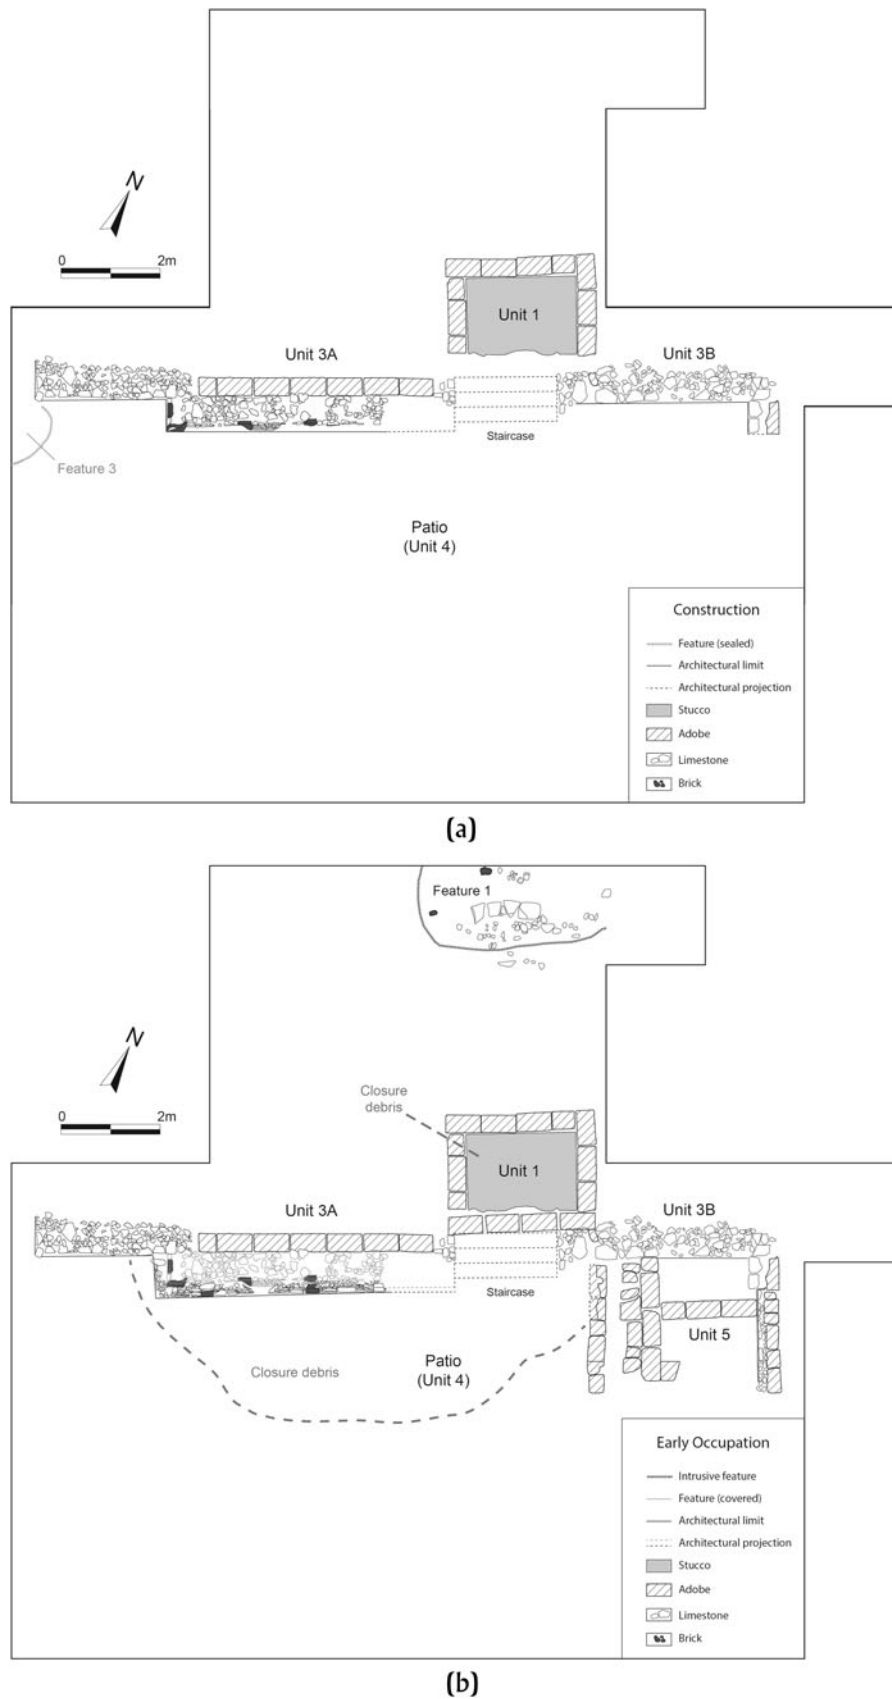 N
0 2m
Unit 1
Unit 3A
Unit 3B
Staircase
Feature 3
Patio
(Unit 4)
Construction
Feature (sealed)
Architectural limit
Architectural projection
Stucco
Adobe
Limestone
Brick
(a)
Feature 1
N
0 2m
Closure
debris
Unit 1
Unit 3A
Unit 3B
Staircase
Unit 5
Closure debris
Patio
(Unit 4)
Early Occupation
Intrusive feature
Feature (covered)
Architectural limit
Architectural projection
Stucco
Adobe
Limestone
Brick
(b)